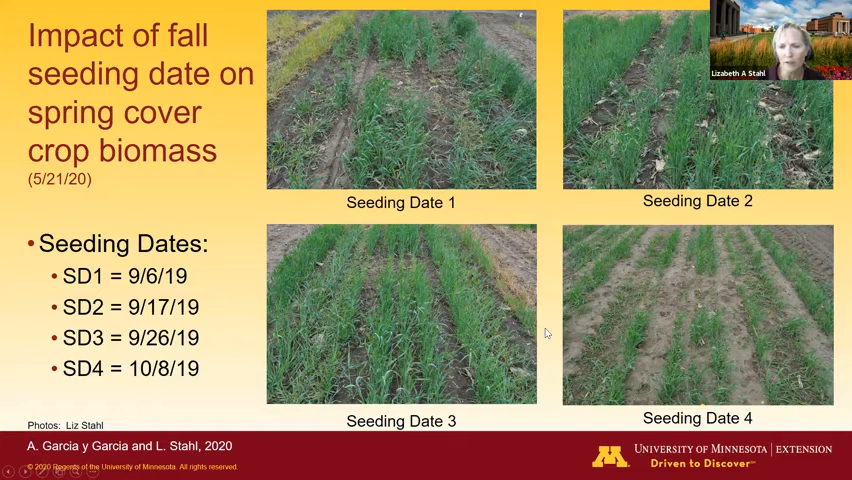 Impact of fall
seeding date on
spring cover
crop biomass
(5/21/20)
• Seeding Dates:
• SD1 = 9/6/19
• SD2 = 9/17/19
• SD3 = 9/26/19
• SD4 = 10/8/19
Seeding Date 1
Seeding Date 2
Seeding Date 3
Seeding Date 4
Lizabeth A Stahl
Photos: Liz Stahl
A. Garcia y Garcia and L. Stahl, 2020
© 2020 Regents of the University of Minnesota. All rights reserved.
M
UNIVERSITY OF MINNESOTA | EXTENSION
Driven to Discover℠